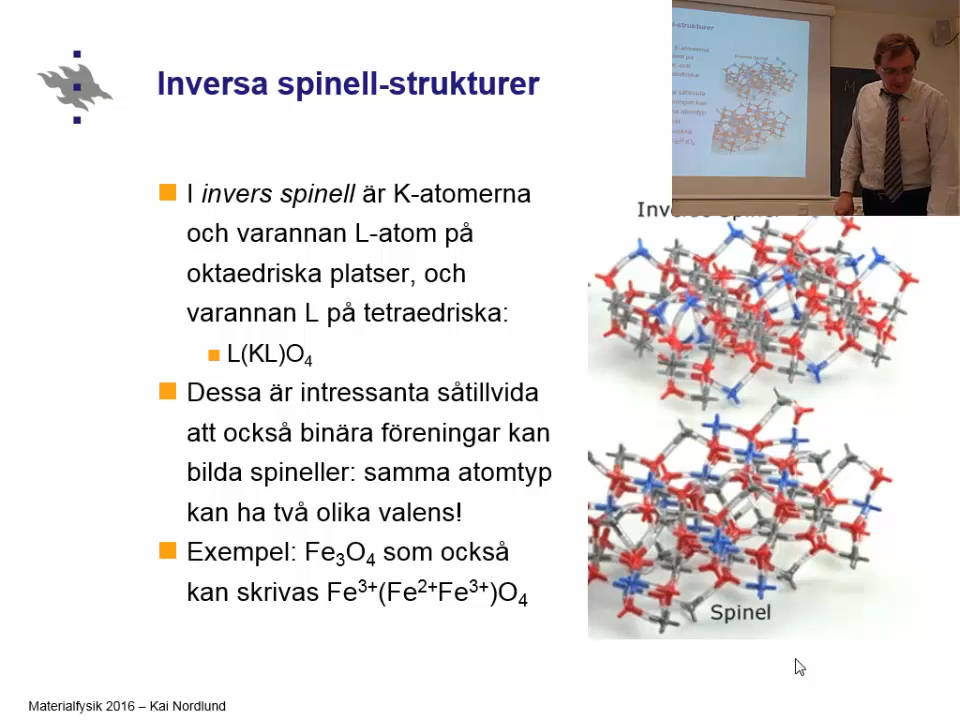 Inversa spinell-strukturer
I invers spinell är K-atomerna
och varannan L-atom på
oktaedriska platser, och
varannan L på tetraedriska:
L(KL)O₄
Dessa är intressanta såtillvida
att också binära föreningar kan
bilda spineller: samma atomtyp
kan ha två olika valens!
Exempel: Fe₃O₄ som också
kan skrivas Fe³⁺(Fe²⁺Fe³⁺)O₄
Spinel
Materialfysik 2016 – Kai Nordlund